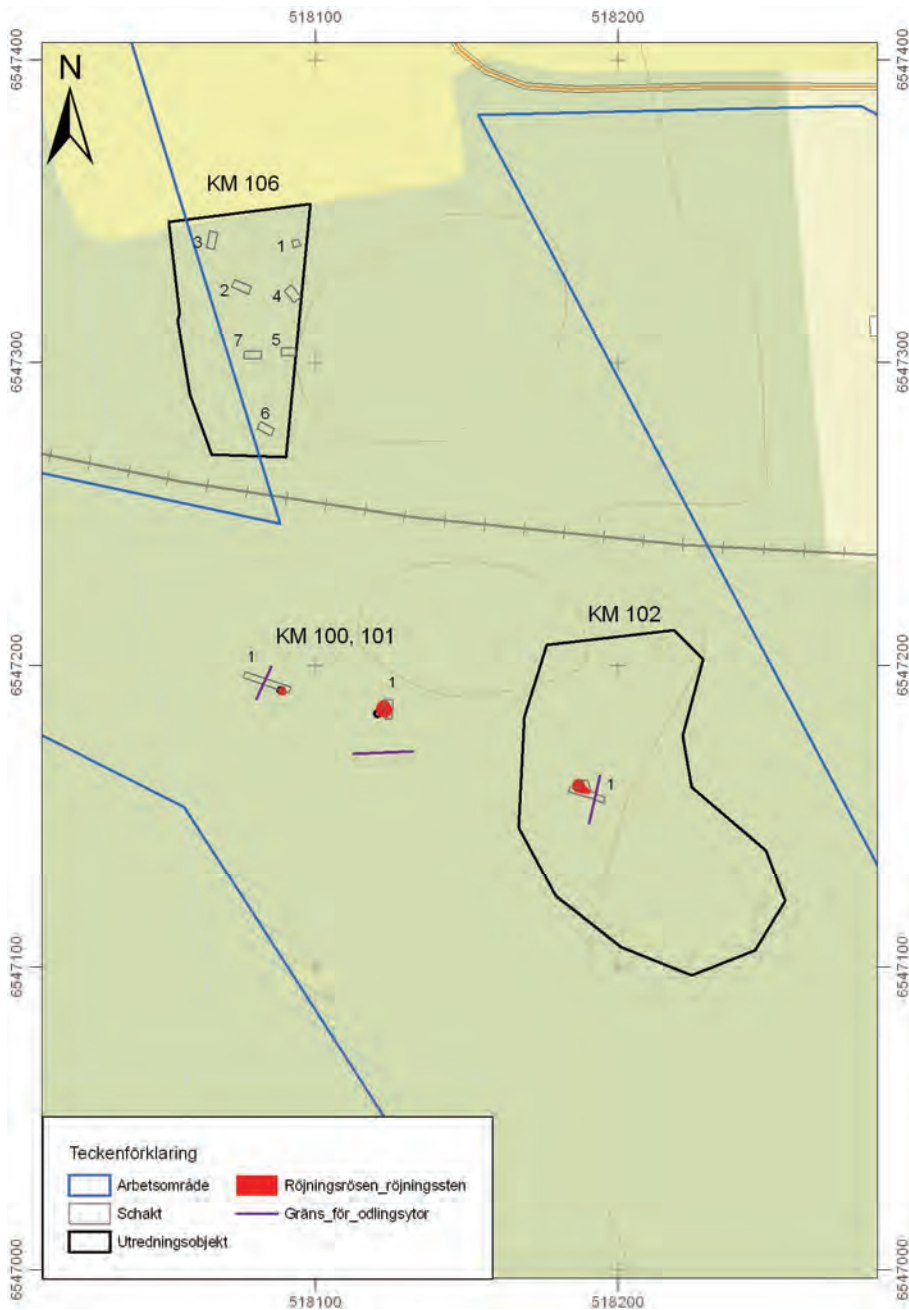 518100 518200
6547400 6547400
N
KM 106
3 1
2 4
7 5
6547300 6547300
6
KM 102
KM 100, 101
1
6547200 6547200
1
1
6547100 6547100
Teckenförklaring
Arbetsområde Röjningsrösen_röjningssten
Schakt Gräns_för_odlingsytor
Utredningsobjekt
6547000 6547000
518100 518200